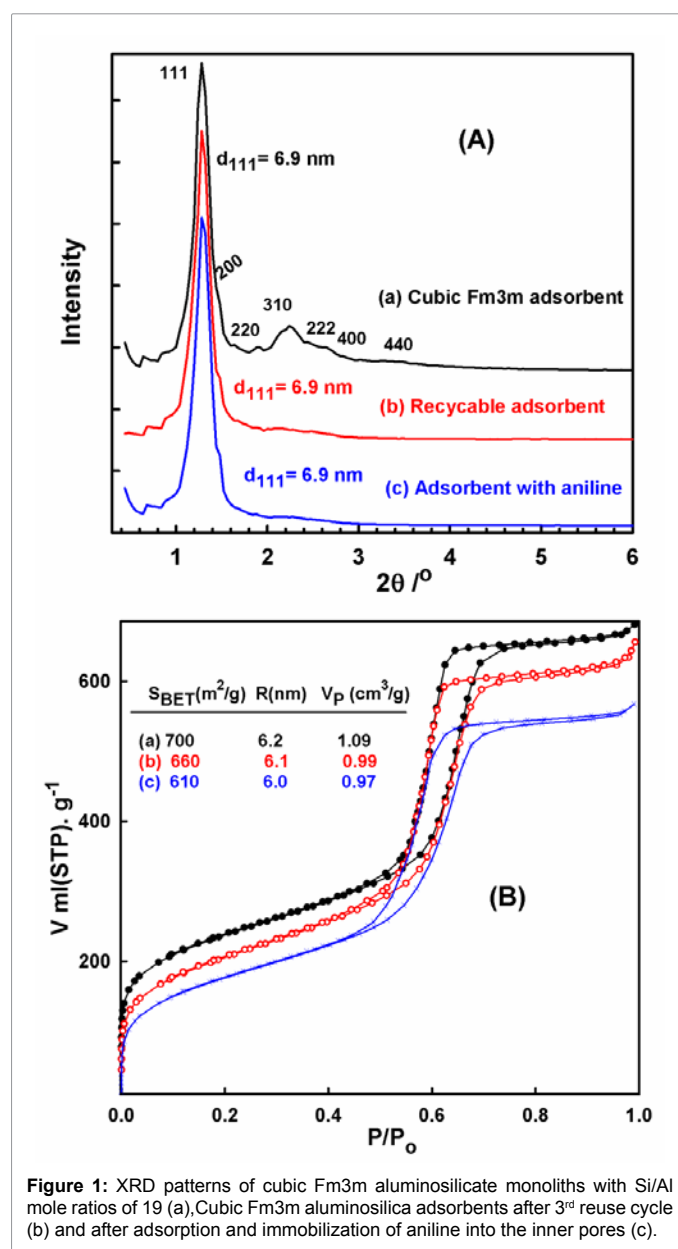 111
(A)
d111= 6.9 nm
d111= 6.9 nm
200
310
(a) Cubic Fm3m adsorbent
220
222
400
440
Intensity
d111= 6.9 nm
(b) Recycable adsorbent
d111= 6.9 nm
(c) Adsorbent with aniline
1 2 3 4 5 6
2θ /o
600
SBET(m2/g) R(nm) VP (cm3/g)
(a) 700 6.2 1.09
(b) 660 6.1 0.99
(c) 610 6.0 0.97
400
V ml(STP). g-1
(B)
200
0.0 0.2 0.4 0.6 0.8 1.0
P/Po
Figure 1: XRD patterns of cubic Fm3m aluminosilicate monoliths with Si/Al
mole ratios of 19 (a),Cubic Fm3m aluminosilica adsorbents after 3rd reuse cycle
(b) and after adsorption and immobilization of aniline into the inner pores (c).